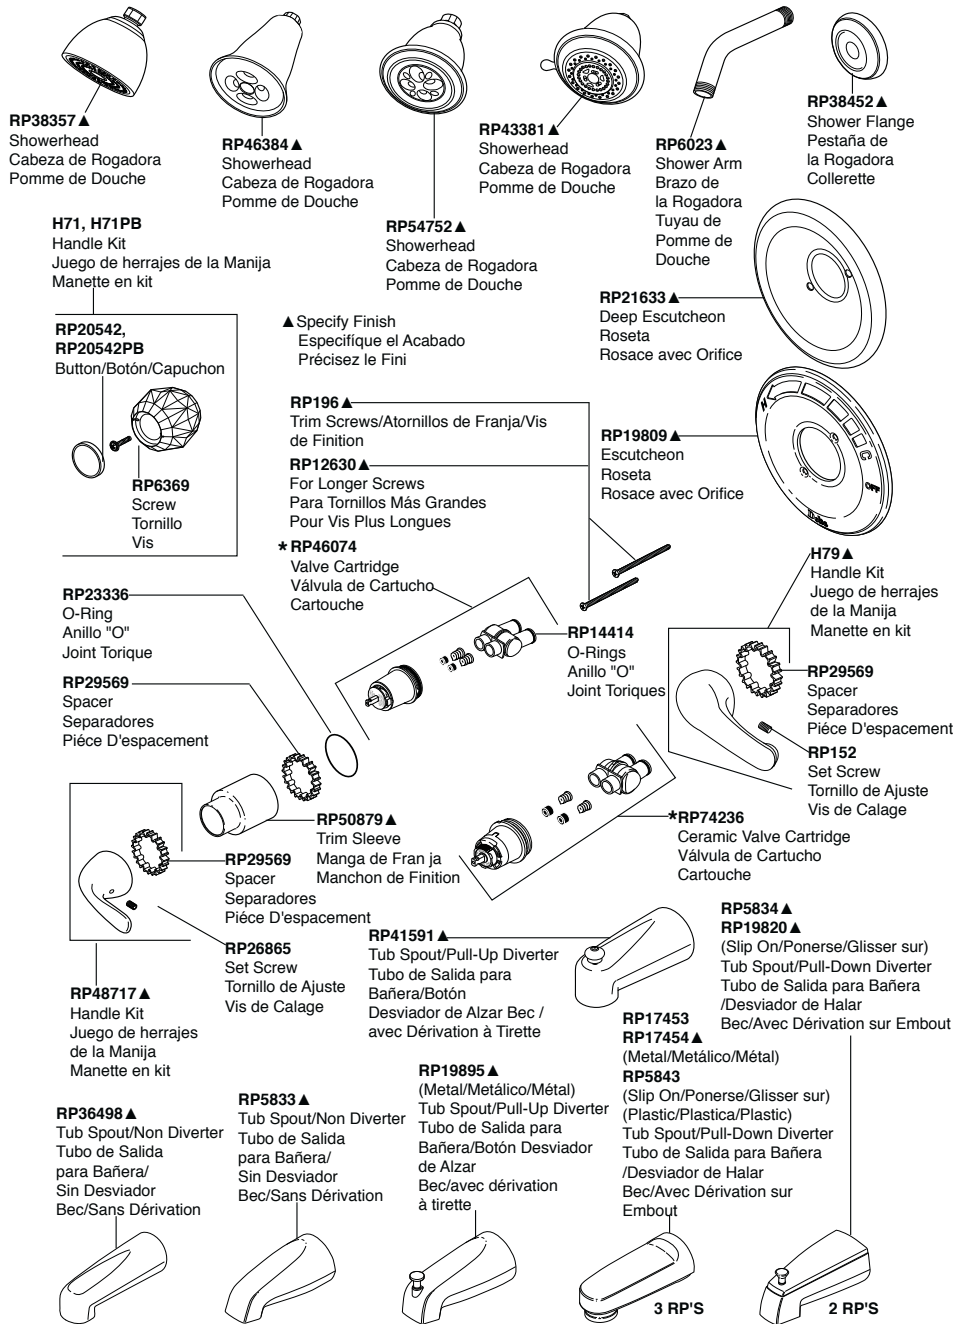 RP38357▲
Showerhead
Cabeza de Rogadora
Pomme de Douche
RP46384▲
Showerhead
Cabeza de Rogadora
Pomme de Douche
RP54752▲
Showerhead
Cabeza de Rogadora
Pomme de Douche
RP43381▲
Showerhead
Cabeza de Rogadora
Pomme de Douche
RP6023▲
Shower Arm
Brazo de
la Rogadora
Tuyau de
Pomme de
Douche
RP38452▲
Shower Flange
Pestaña de
la Rogadora
Collerette
H71, H71PB
Handle Kit
Juego de herrajes de la Manija
Manette en kit
RP20542,
RP20542PB
Button/Botón/Capuchon
RP6369
Screw
Tornillo
Vis
▲Specify Finish
Especifíque el Acabado
Précisez le Fini
RP21633▲
Deep Escutcheon
Roseta
Rosace avec Orifice
RP196▲
Trim Screws/Atornillos de Franja/Vis
de Finition
RP12630▲
For Longer Screws
Para Tornillos Más Grandes
Pour Vis Plus Longues
RP19809▲
Escutcheon
Roseta
Rosace avec Orifice
H
C
OFF
Delta
*RP46074
Valve Cartridge
Válvula de Cartucho
Cartouche
RP14414
O-Rings
Anillo "O"
Joint Toriques
H79▲
Handle Kit
Juego de herrajes
de la Manija
Manette en kit
RP29569
Spacer
Separadores
Piéce D'espacement
RP152
Set Screw
Tornillo de Ajuste
Vis de Calage
RP23336
O-Ring
Anillo "O"
Joint Torique
RP29569
Spacer
Separadores
Piéce D'espacement
RP50879▲
Trim Sleeve
Manga de Fran ja
Manchon de Finition
*RP74236
Ceramic Valve Cartridge
Válvula de Cartucho
Cartouche
RP29569
Spacer
Separadores
Piéce D'espacement
RP26865
Set Screw
Tornillo de Ajuste
Vis de Calage
RP48717▲
Handle Kit
Juego de herrajes
de la Manija
Manette en kit
RP41591▲
Tub Spout/Pull-Up Diverter
Tubo de Salida para
Bañera/Botón
Desviador de Alzar Bec /
avec Dérivation à Tirette
RP5834▲
RP19820▲
(Slip On/Ponerse/Glisser sur)
Tub Spout/Pull-Down Diverter
Tubo de Salida para Bañera
/Desviador de Halar
Bec/Avec Dérivation sur Embout
RP36498▲
Tub Spout/Non Diverter
Tubo de Salida
para Bañera/
Sin Desviador
Bec/Sans Dérivation
RP5833▲
Tub Spout/Non Diverter
Tubo de Salida
para Bañera/
Sin Desviador
Bec/Sans Dérivation
RP19895▲
(Metal/Metálico/Métal)
Tub Spout/Pull-Up Diverter
Tubo de Salida para
Bañera/Botón Desviador
de Alzar
Bec/avec dérivation
à tirette
RP17453
RP17454▲
(Metal/Metálico/Métal)
RP5843
(Slip On/Ponerse/Glisser sur)
(Plastic/Plastica/Plastic)
Tub Spout/Pull-Down Diverter
Tubo de Salida para Bañera
/Desviador de Halar
Bec/Avec Dérivation sur
Embout
3 RP'S
2 RP'S